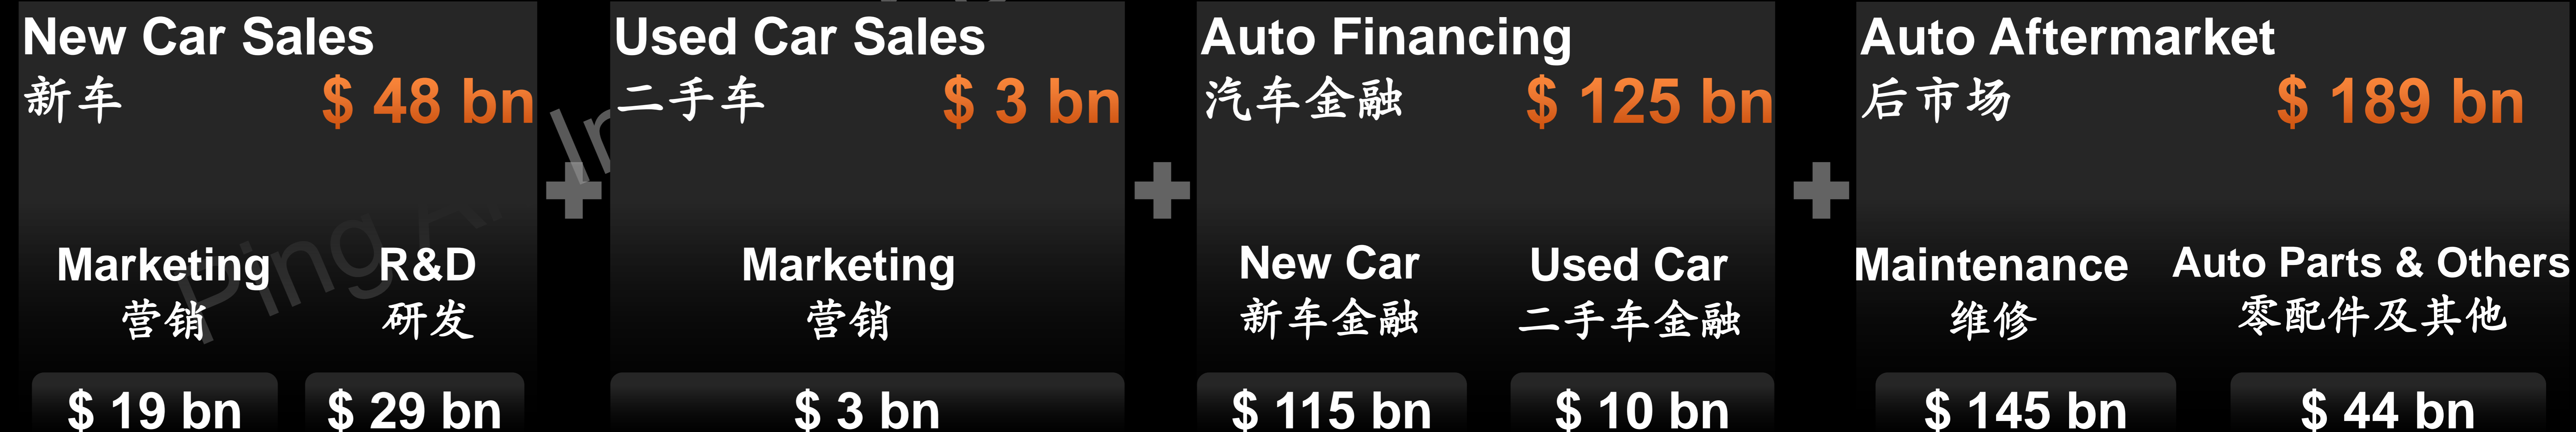 New Car Sales
新车
$ 48 bn
Marketing
营销
$ 19 bn
R&D
研发
$ 29 bn
Used Car Sales
二手车
$ 3 bn
Marketing
营销
$ 3 bn
Auto Financing
汽车金融
$ 125 bn
New Car
新车金融
$ 115 bn
Used Car
二手车金融
$ 10 bn
Auto Aftermarket
后市场
$ 189 bn
Maintenance
维修
$ 145 bn
Auto Parts & Others
零配件及其他
$ 44 bn
Ping